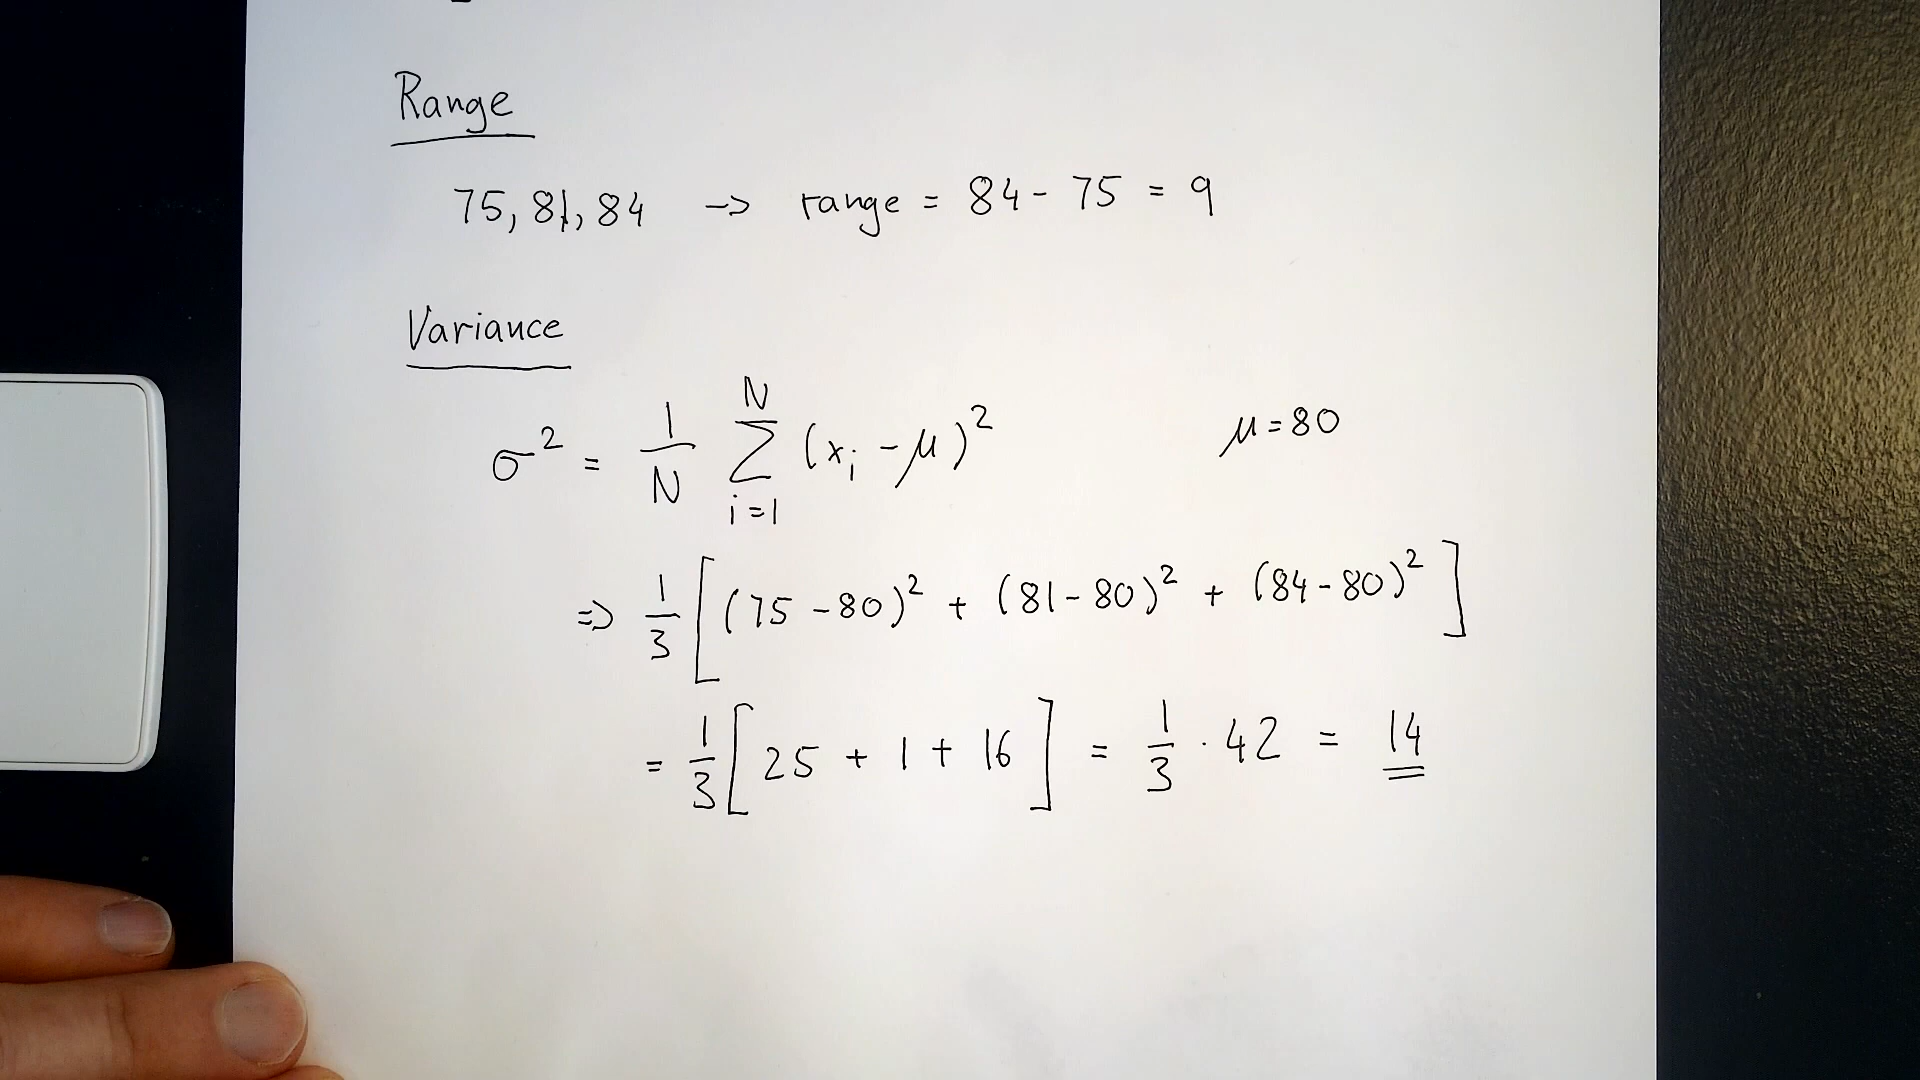 Range
75, 81, 84 -> range = 84 - 75 = 9
Variance
σ² = 1/N N∑i=1 (xi - μ)² μ = 80
=> 1/3 [(75 - 80)² + (81 - 80)² + (84 - 80)²]
= 1/3 [25 + 1 + 16] = 1/3 · 42 = 14